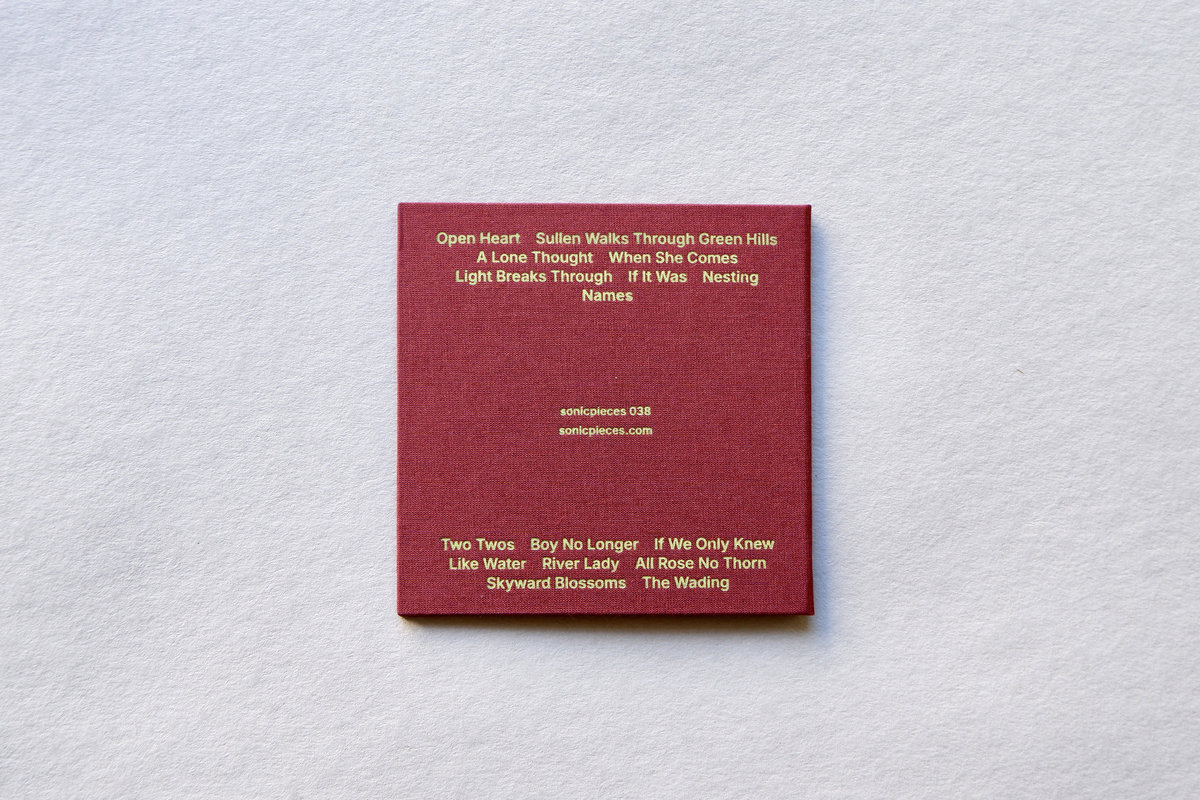 Open Heart Sullen Walks Through Green Hills
A Lone Thought When She Comes
Light Breaks Through If It Was Nesting
Names
sonicpieces 038
sonicpieces.com
Two Twos Boy No Longer If We Only Knew
Like Water River Lady All Rose No Thorn
Skyward Blossoms The Wading